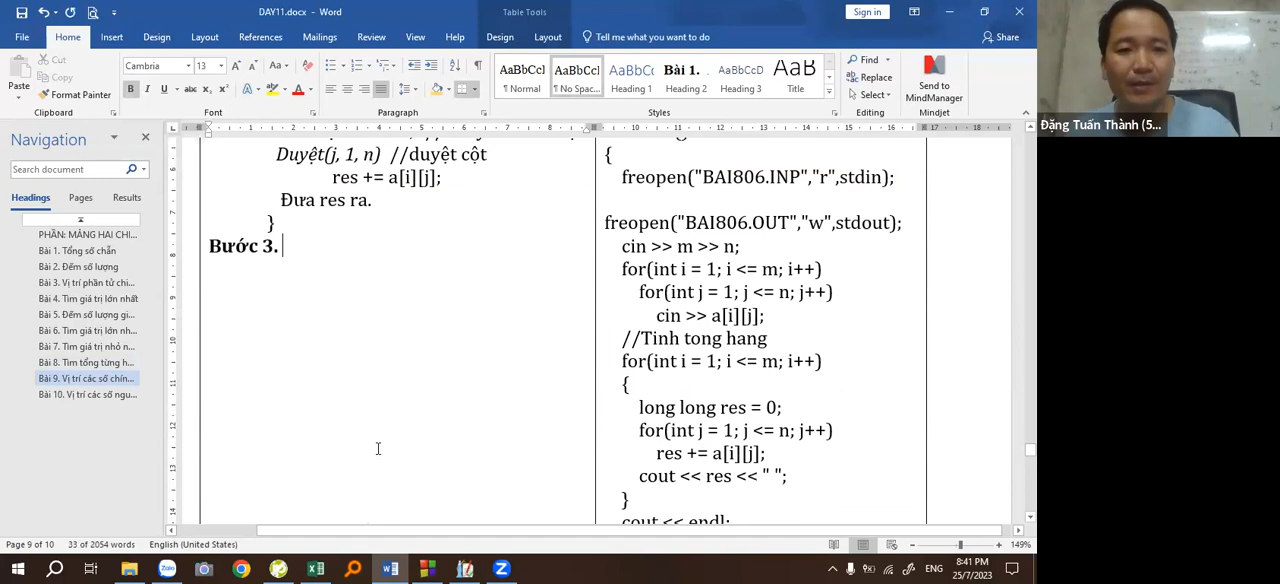 DAY11.docx - Word
Table Tools
Sign in
File Home Insert Design Layout References Mailings Review View Help Design Layout Tell me what you want to do Share
Cut
Copy
Format Painter
Paste
Clipboard
Cambria 13
Font
Paragraph
AaBbCcI AaBbCcI AaBbC Bài 1. AaBbCcD AaB
¶ Normal ¶ No Spac... Heading 1 Heading 2 Heading 3 Title
Styles
Find
Replace
Select
Editing
Send to
MindManager
Mindjet
Đặng Tuấn Thành (5...
Navigation
Search document
Headings Pages Results
PHẦN: MẢNG HAI CHI...
Bài 1. Tổng số chẵn
Bài 2. Đếm số lượng
Bài 3. Vị trí phần tử chi...
Bài 4. Tìm giá trị lớn nhất
Bài 5. Đếm số lượng gi...
Bài 6. Tìm giá trị lớn nh...
Bài 7. Tìm giá trị nhỏ n...
Bài 8. Tìm tổng từng h...
Bài 9. Vị trí các số chín...
Bài 10. Vị trí các số ngu...
Duyệt(j, 1, n) //duyệt cột
res += a[i][j];
Đưa res ra.
}
Bước 3.
{
freopen("BAI806.INP","r",stdin);
freopen("BAI806.OUT","w",stdout);
cin >> m >> n;
for(int i = 1; i <= m; i++)
for(int j = 1; j <= n; j++)
cin >> a[i][j];
//Tinh tong hang
for(int i = 1; i <= m; i++)
{
long long res = 0;
for(int j = 1; j <= n; j++)
res += a[i][j];
cout << res << " ";
}
cout << endl;
Page 9 of 10 33 of 2054 words English (United States) 149%
ENG
8:41 PM
25/7/2023